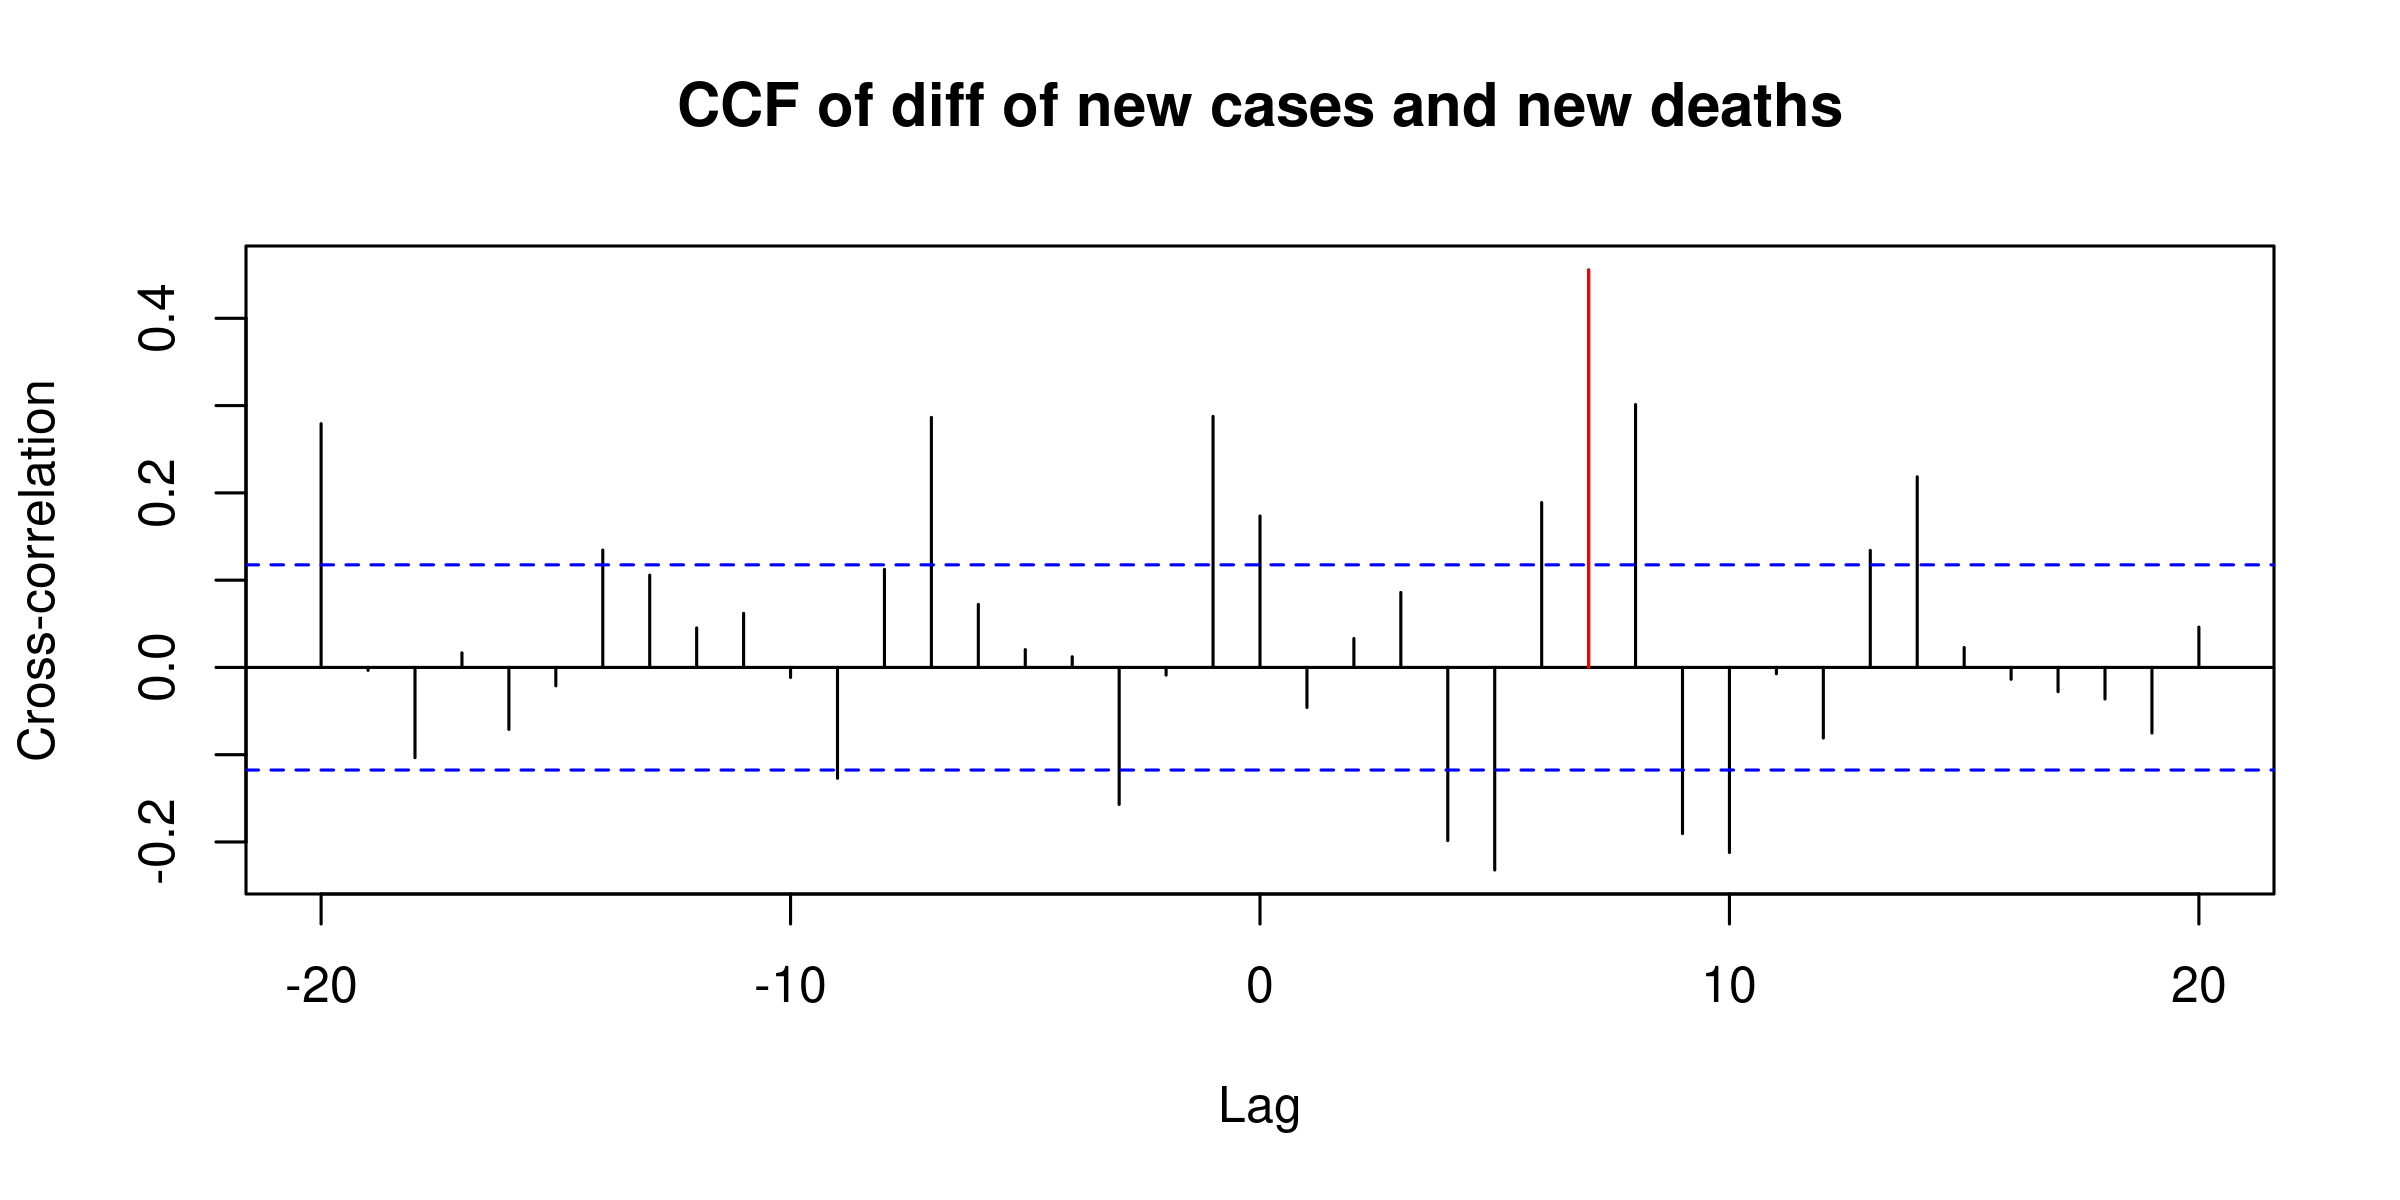 CCF of diff of new cases and new deaths
Cross-correlation
0.4
0.2
0.0
-0.2
-20 -10 0 10 20
Lag